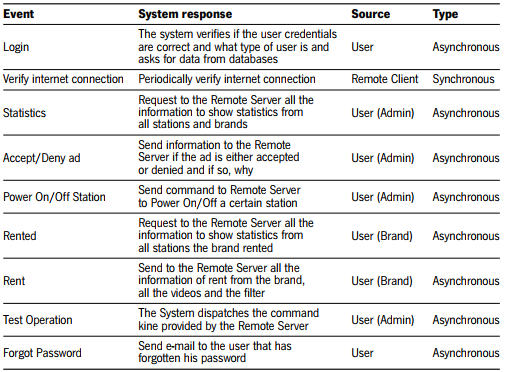 Event System response Source Type
Login The system verifies if the user credentials are correct and what type of user is and asks for data from databases User Asynchronous
Verify internet connection Periodically verify internet connection Remote Client Synchronous
Statistics Request to the Remote Server all the information to show statistics from all stations and brands User (Admin) Asynchronous
Accept/Deny ad Send information to the Remote Server if the ad is either accepted or denied and if so, why User (Admin) Asynchronous
Power On/Off Station Send command to Remote Server to Power On/Off a certain station User (Admin) Asynchronous
Rented Request to the Remote Server all the information to show statistics from all stations the brand rented User (Brand) Asynchronous
Rent Send to the Remote Server all the information of rent from the brand, all the videos and the filter User (Brand) Asynchronous
Test Operation The System dispatches the command kine provided by the Remote Server User (Admin) Asynchronous
Forgot Password Send e-mail to the user that has forgotten his password User Asynchronous